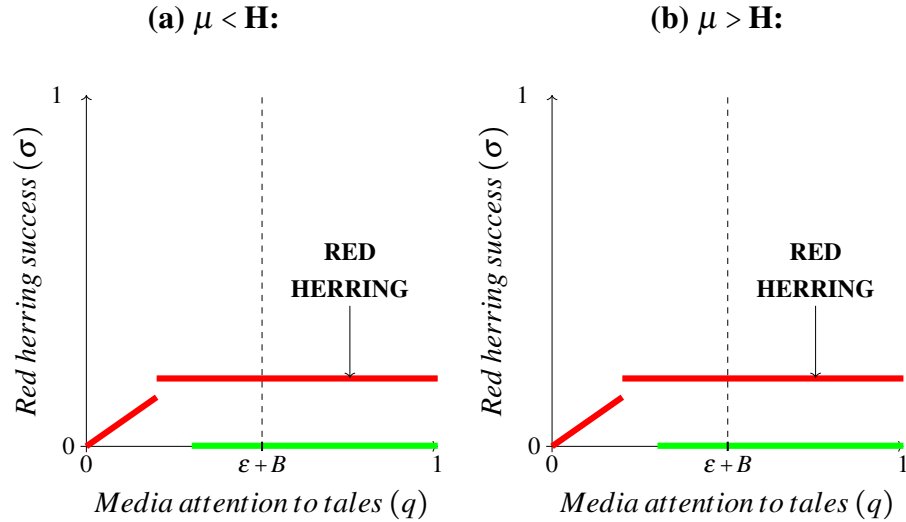 (a) μ < H:
1
Red herring success (σ)
RED
HERRING
0
0
ε + B
1
Media attention to tales (q)
(b) μ > H:
1
Red herring success (σ)
RED
HERRING
0
0
ε + B
1
Media attention to tales (q)